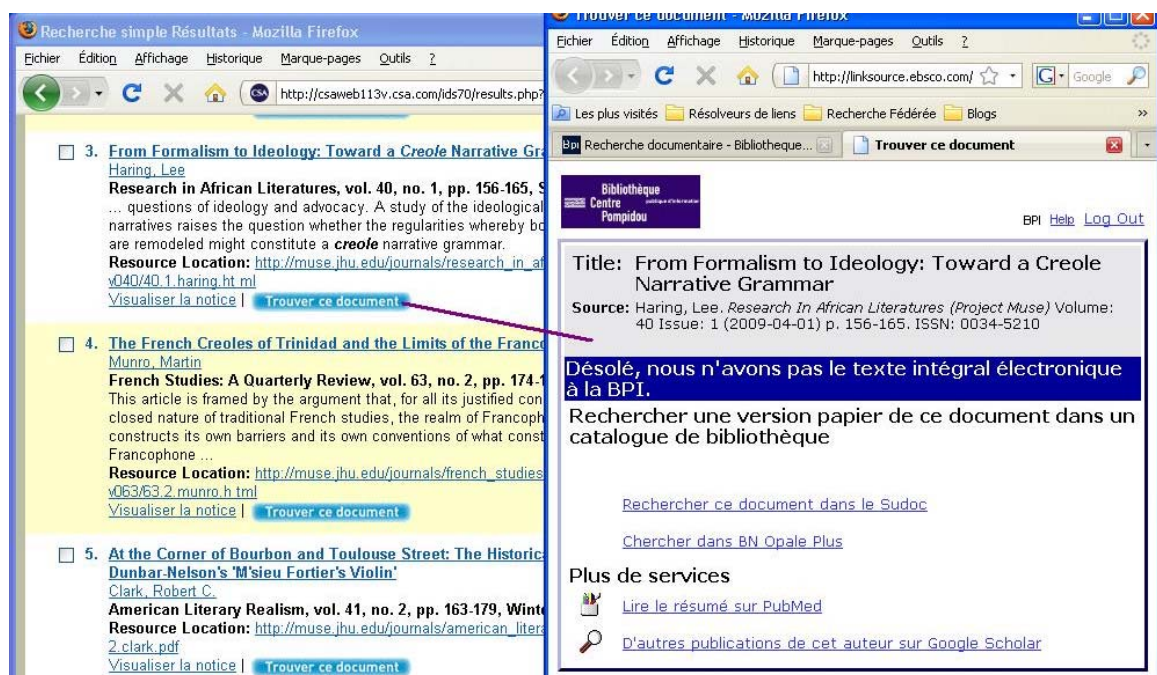 Recherche simple Résultats - Mozilla Firefox
Fichier Édition Affichage Historique Marque-pages Outils ?
http://csaweb113v.csa.com/ids70/results.php?
3. From Formalism to Ideology: Toward a Creole Narrative Gra
Haring, Lee
Research in African Literatures, vol. 40, no. 1, pp. 156-165, S
... questions of ideology and advocacy. A study of the ideological
narratives raises the question whether the regularities whereby bo
are remodeled might constitute a creole narrative grammar.
Resource Location: http://muse.jhu.edu/journals/research_in_af
v040/40.1.haring.ht ml
Visualiser la notice | Trouver ce document
4. The French Creoles of Trinidad and the Limits of the Franco
Munro, Martin
French Studies: A Quarterly Review, vol. 63, no. 2, pp. 174-1
This article is framed by the argument that, for all its justified con
closed nature of traditional French studies, the realm of Francoph
constructs its own barriers and its own conventions of what const
Francophone ...
Resource Location: http://muse.jhu.edu/journals/french_studies
v063/63.2.munro.h tml
Visualiser la notice | Trouver ce document
5. At the Corner of Bourbon and Toulouse Street: The Historic
Dunbar-Nelson's 'M'sieu Fortier's Violin'
Clark, Robert C.
American Literary Realism, vol. 41, no. 2, pp. 163-179, Winte
Resource Location: http://muse.jhu.edu/journals/american_litera
2.clark.pdf
Visualiser la notice | Trouver ce document
Trouver ce document - Mozilla Firefox
Fichier Édition Affichage Historique Marque-pages Outils ?
http://linksource.ebsco.com/ Google
Les plus visités Résolveurs de liens Recherche Fédérée Blogs »
Bpi Recherche documentaire - Bibliotheque... Trouver ce document
Bibliothèque
Centre publique d'information
Pompidou
BPI Help Log Out
Title: From Formalism to Ideology: Toward a Creole
Narrative Grammar
Source: Haring, Lee. Research In African Literatures (Project Muse) Volume:
40 Issue: 1 (2009-04-01) p. 156-165. ISSN: 0034-5210
Désolé, nous n'avons pas le texte intégral électronique
à la BPI.
Rechercher une version papier de ce document dans un
catalogue de bibliothèque
Rechercher ce document dans le Sudoc
Chercher dans BN Opale Plus
Plus de services
Lire le résumé sur PubMed
D'autres publications de cet auteur sur Google Scholar